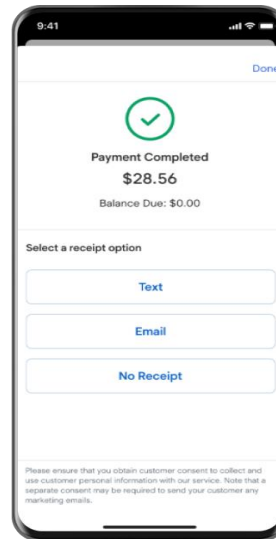 9:41
Done
Payment Completed
$28.56
Balance Due: $0.00
Select a receipt option
Text
Email
No Receipt
Please ensure that you obtain customer consent to collect and
use customer personal information with our service. Note that a
separate consent may be required to send your customer any
marketing emails.